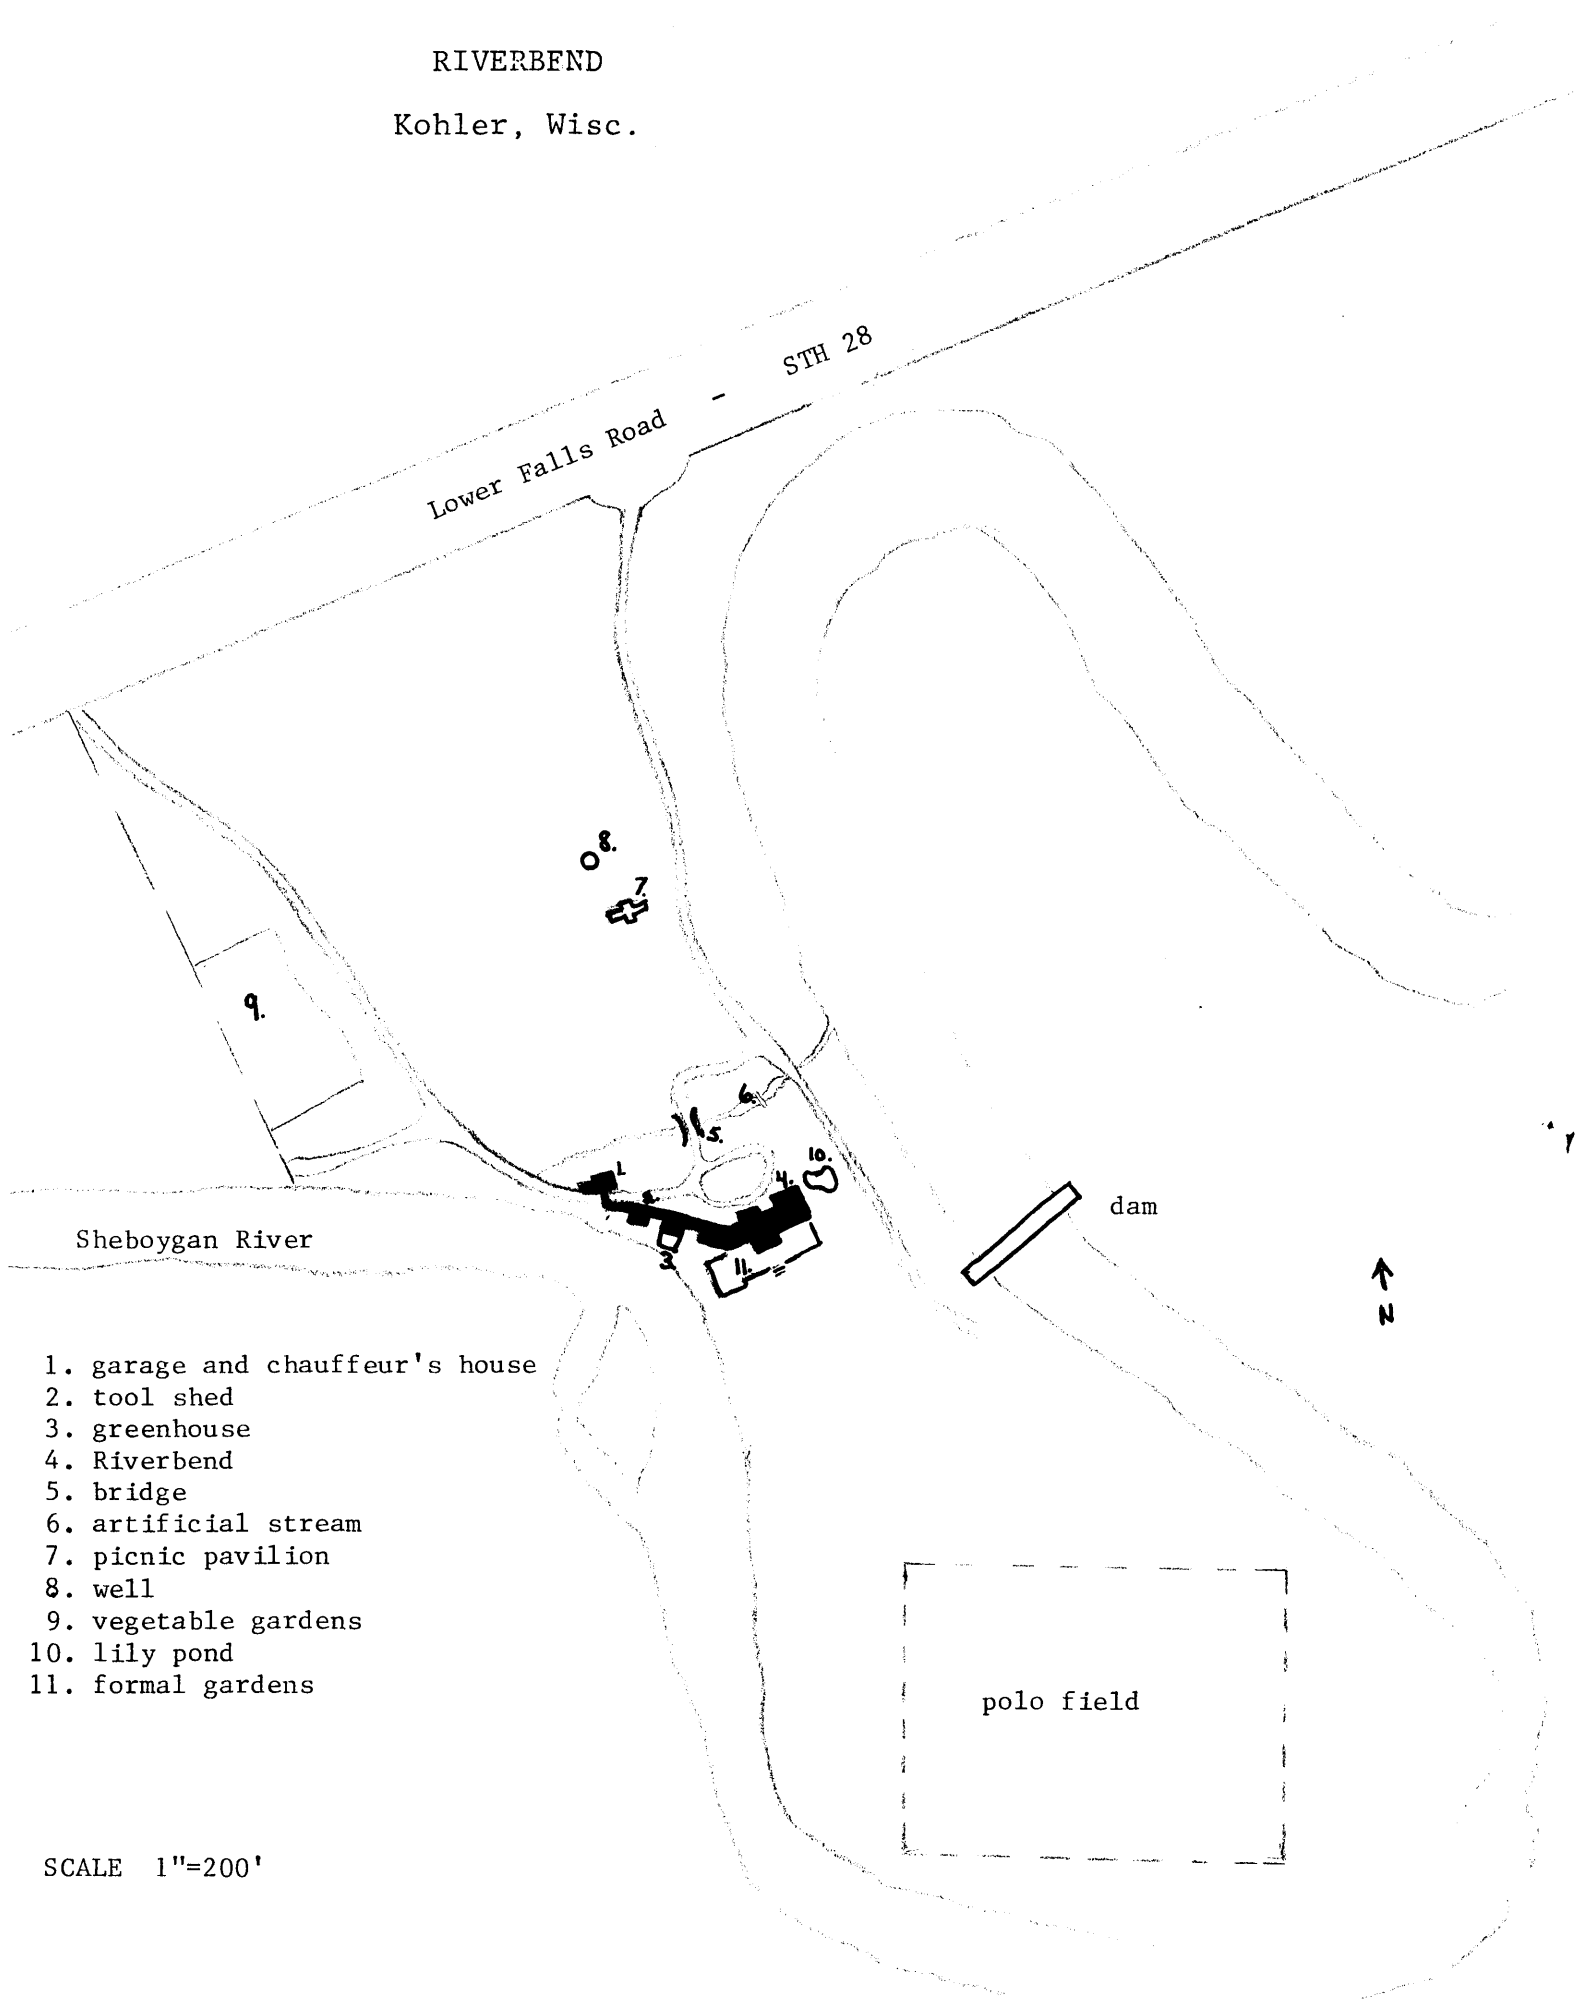 RIVERBEND
Kohler, Wisc.
Lower Falls Road - STH 28
8.
7.
9.
6.
5.
10.
1
4.
2.
3.
11.
dam
Sheboygan River
N
1. garage and chauffeur's house
2. tool shed
3. greenhouse
4. Riverbend
5. bridge
6. artificial stream
7. picnic pavilion
8. well
9. vegetable gardens
10. lily pond
11. formal gardens
polo field
SCALE 1"=200'